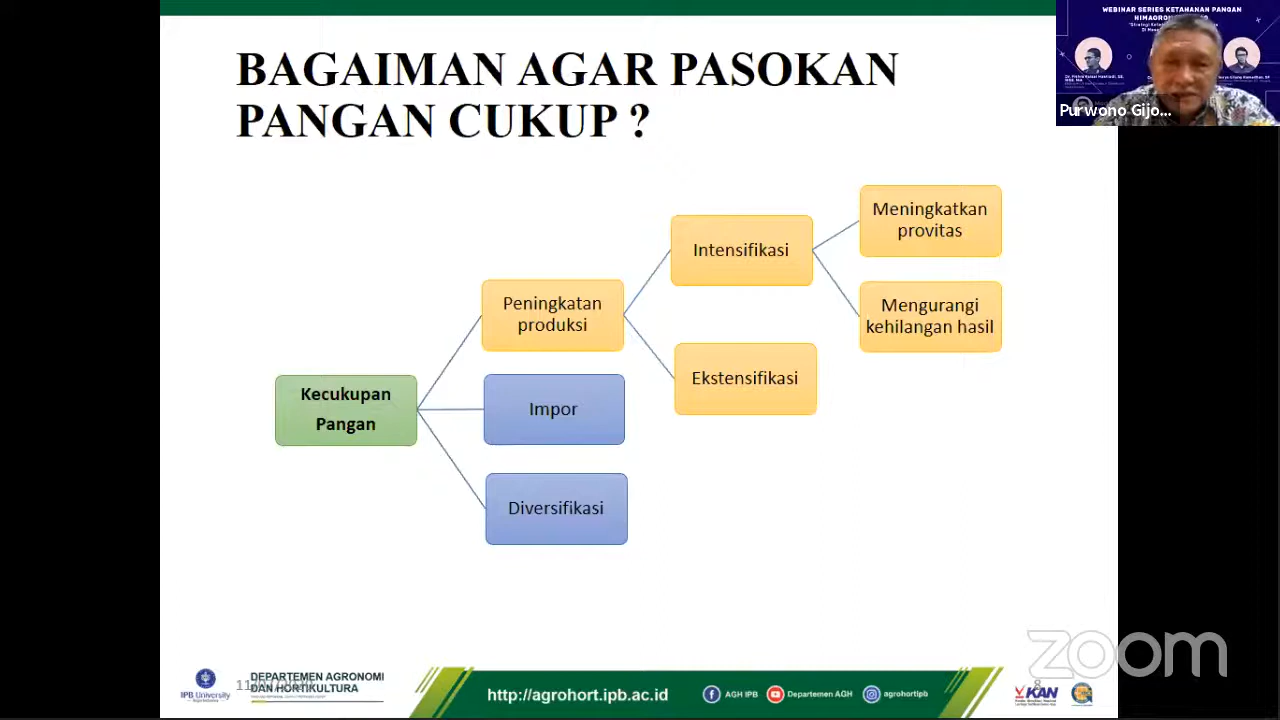 BAGAIMAN AGAR PASOKAN
PANGAN CUKUP ?
WEBINAR SERIES KETAHANAN PANGAN
Purwono Gijo...
Meningkatkan
provitas
Intensifikasi
Mengurangi
kehilangan hasil
Peningkatan
produksi
Ekstensifikasi
Kecukupan
Pangan
Impor
Diversifikasi
zoom
IPB University
DEPARTEMEN AGRONOMI
DAN HORTIKULTURA
http://agrohort.ipb.ac.id
AGH IPB
Departemen AGH
agrohortipb
8
KAN